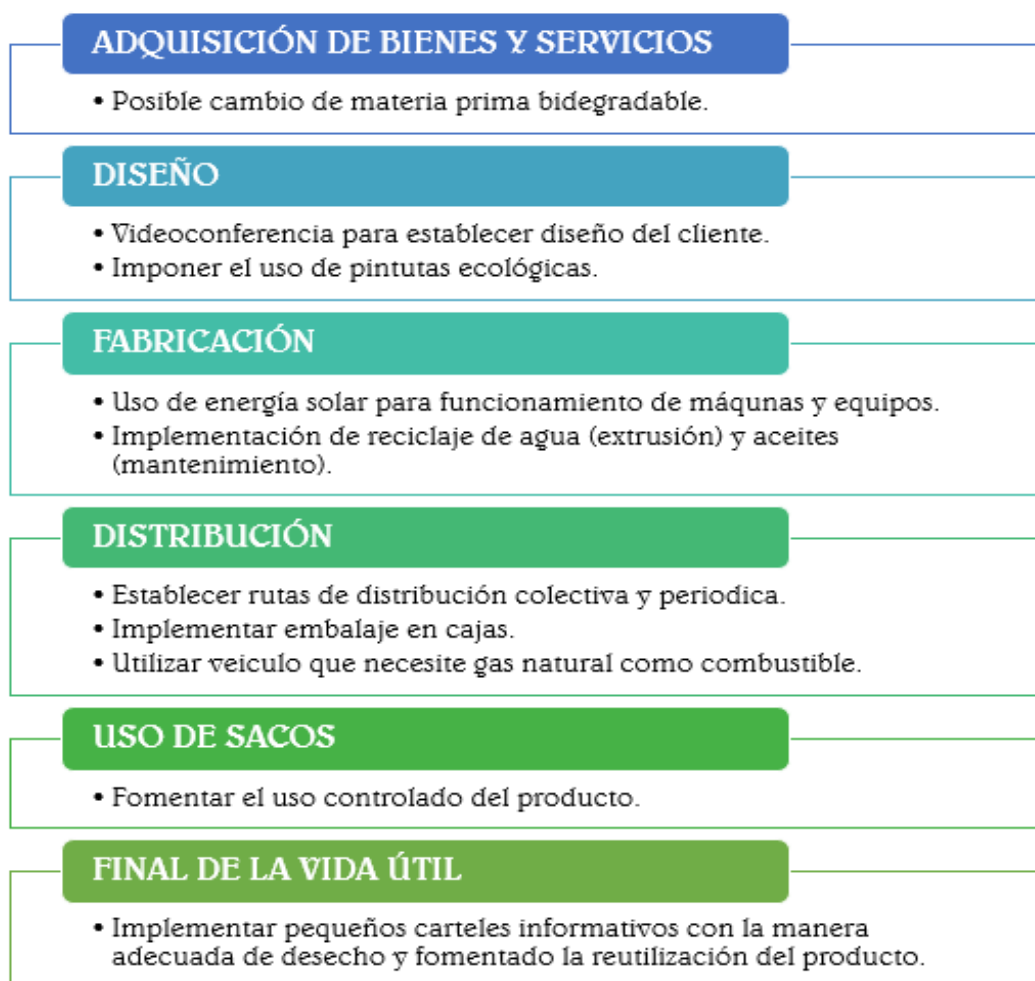 ADQUISICIÓN DE BIENES Y SERVICIOS
• Posible cambio de materia prima bidegradable.
DISEÑO
• Videoconferencia para establecer diseño del cliente.
• Imponer el uso de pintutas ecológicas.
FABRICACIÓN
• Uso de energía solar para funcionamiento de máqunas y equipos.
• Implementación de reciclaje de agua (extrusión) y aceites
(mantenimiento).
DISTRIBUCIÓN
• Establecer rutas de distribución colectiva y periodica.
• Implementar embalaje en cajas.
• Utilizar veiculo que necesite gas natural como combustible.
USO DE SACOS
• Fomentar el uso controlado del producto.
FINAL DE LA VIDA ÚTIL
• Implementar pequeños carteles informativos con la manera
adecuada de desecho y fomentado la reutilización del producto.